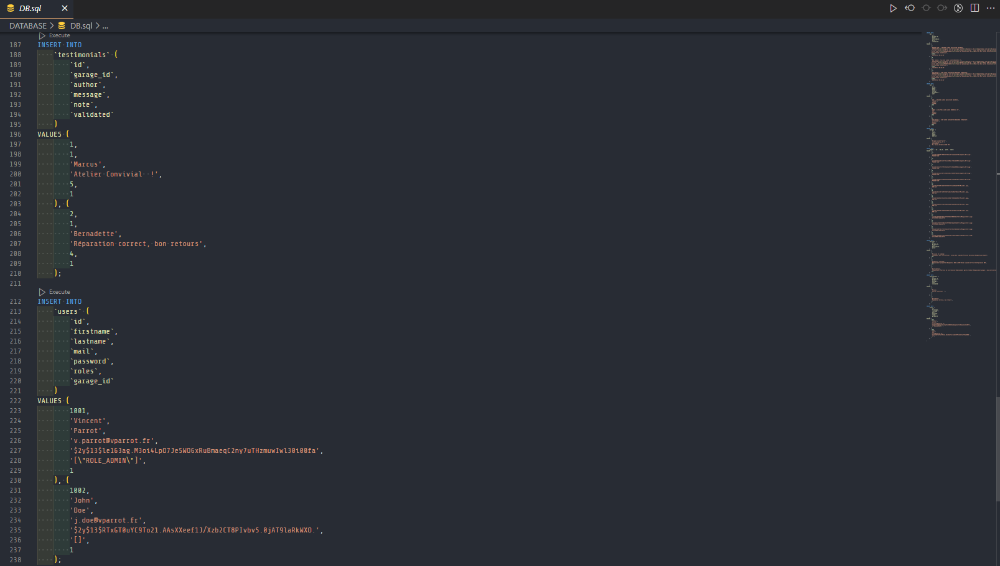 DB.sql
DATABASE > DB.sql > ...
Execute
187 INSERT INTO
188 `testimonials` (
189 `id`,
190 `garage_id`,
191 `author`,
192 `message`,
193 `note`,
194 `validated`
195 )
196 VALUES (
197 1,
198 1,
199 'Marcus',
200 'Atelier Convivial  !',
201 5,
202 1
203 ), (
204 2,
205 1,
206 'Bernadette',
207 'Réparation correct, bon retours',
208 4,
209 1
210 );
211
Execute
212 INSERT INTO
213 `users` (
214 `id`,
215 `firstname`,
216 `lastname`,
217 `mail`,
218 `password`,
219 `roles`,
220 `garage_id`
221 )
222 VALUES (
223 1001,
224 'Vincent',
225 'Parrot',
226 'v.parrot@vparrot.fr',
227 '$2y$13$le163ag.M3oi4LpO7Je5WO6xRuBmaeqC2ny7uTHzmuwIwl30i00fa',
228 '[\"ROLE_ADMIN\"]',
229 1
230 ), (
231 1002,
232 'John',
233 'Doe',
234 'j.doe@vparrot.fr',
235 '$2y$13$RTxGT0uYC9To21.AAsXXeef1J/Xzb2CT8PIvbv5.0jAT9laRkWXO.',
236 '[]',
237 1
238 );